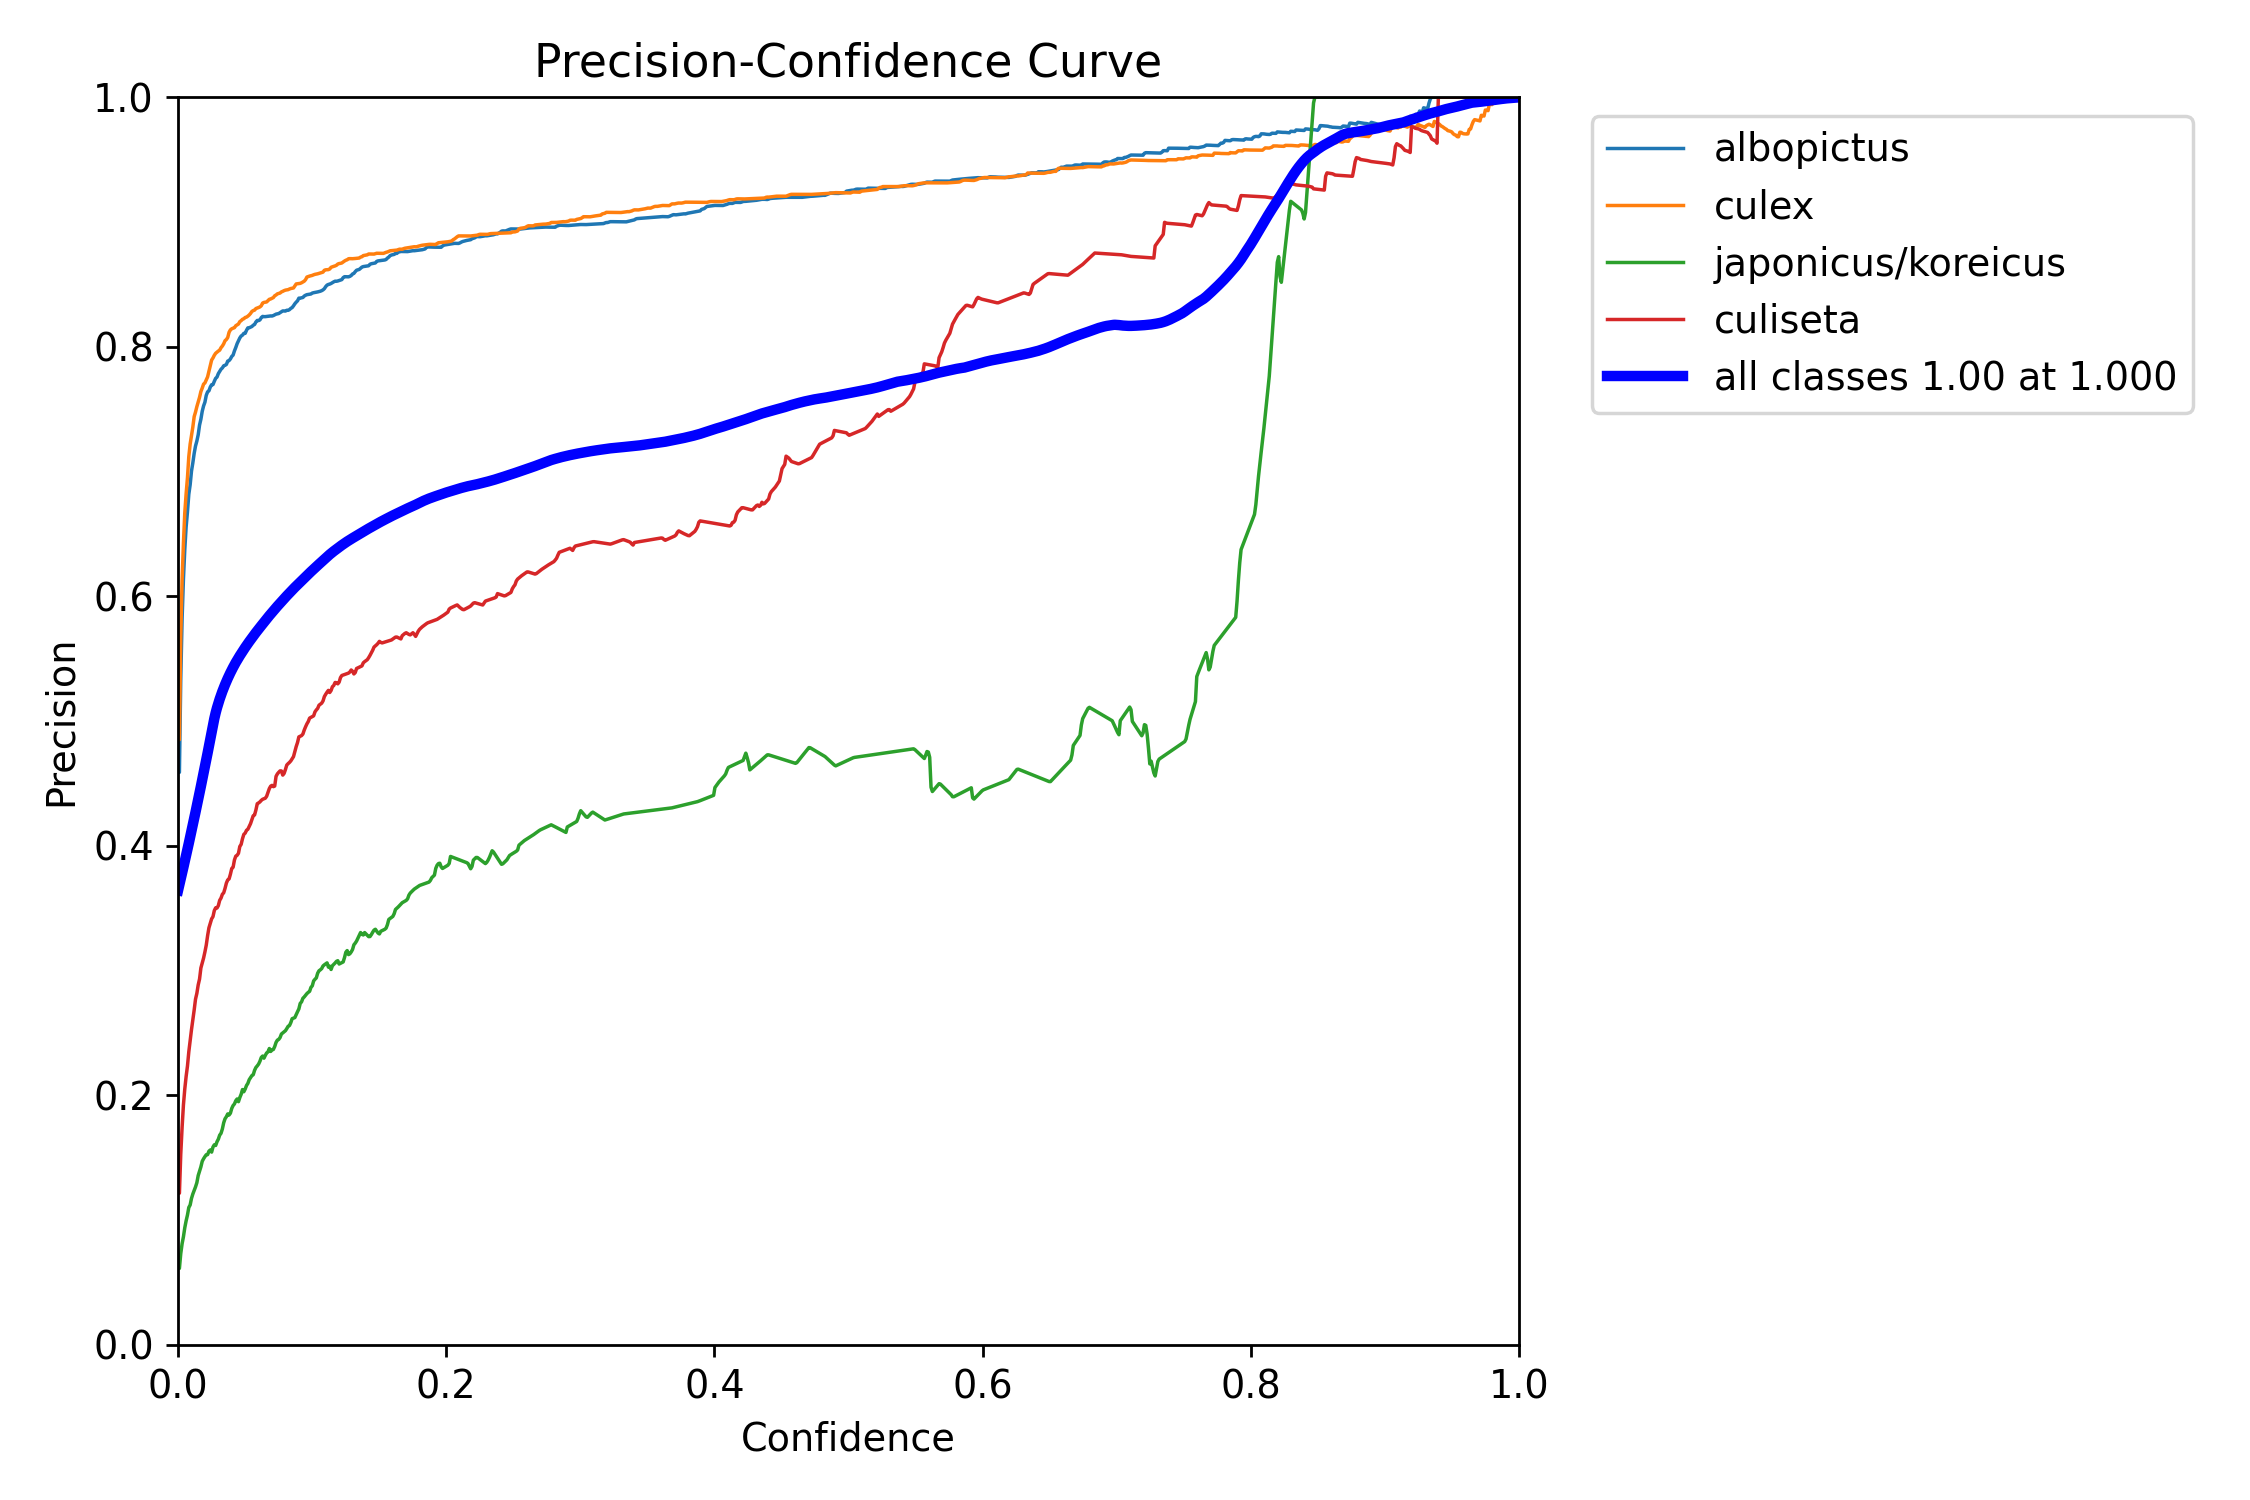 Precision-Confidence Curve
1.0
0.8
0.6
0.4
0.2
0.0
Precision
0.0 0.2 0.4 0.6 0.8 1.0
Confidence
albopictus
culex
japonicus/koreicus
culiseta
all classes 1.00 at 1.000